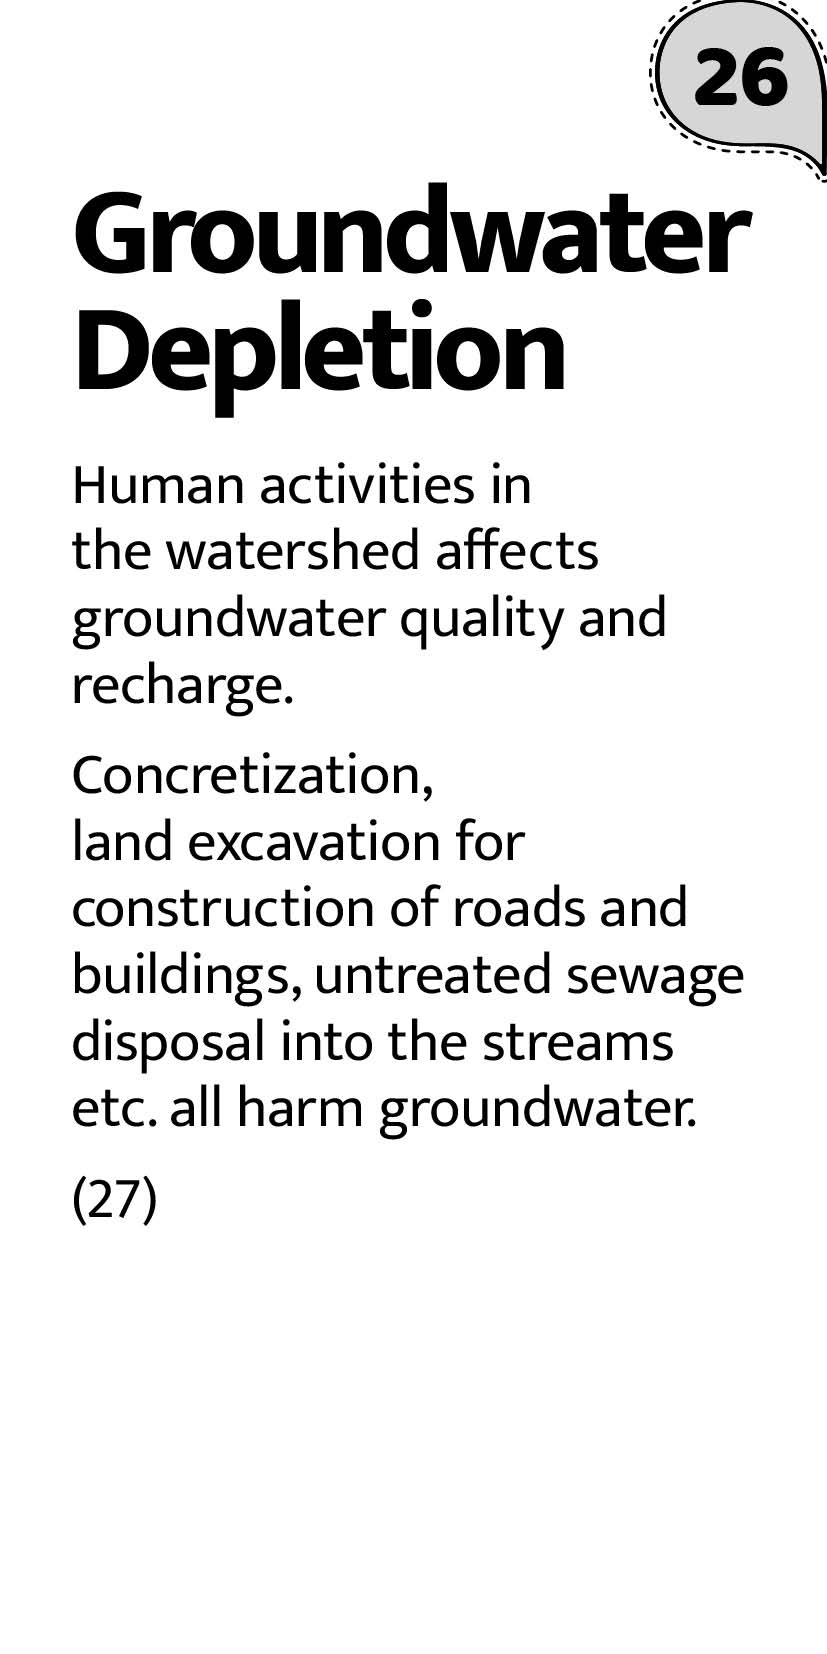 26
Groundwater
Depletion
Human activities in
the watershed affects
groundwater quality and
recharge.
Concretization,
land excavation for
construction of roads and
buildings, untreated sewage
disposal into the streams
etc. all harm groundwater.
(27)